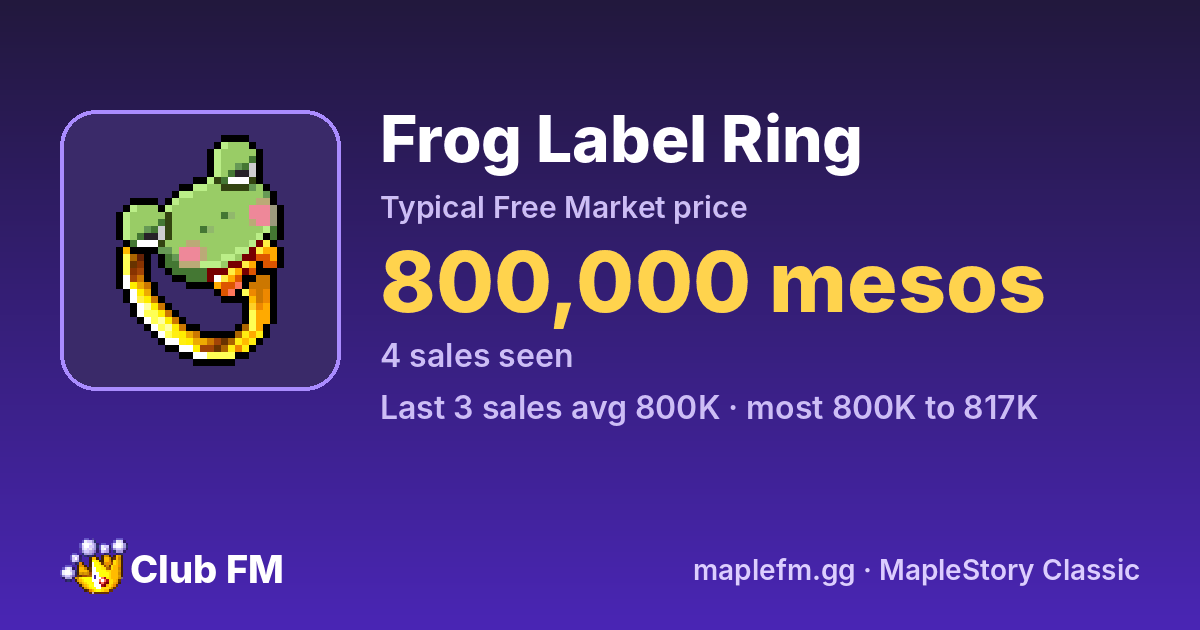 Frog Label Ring
Typical Free Market price
800,000 mesos
4 sales seen
Last 3 sales avg 800K · most 800K to 817K
Club FM
maplefm.gg · MapleStory Classic